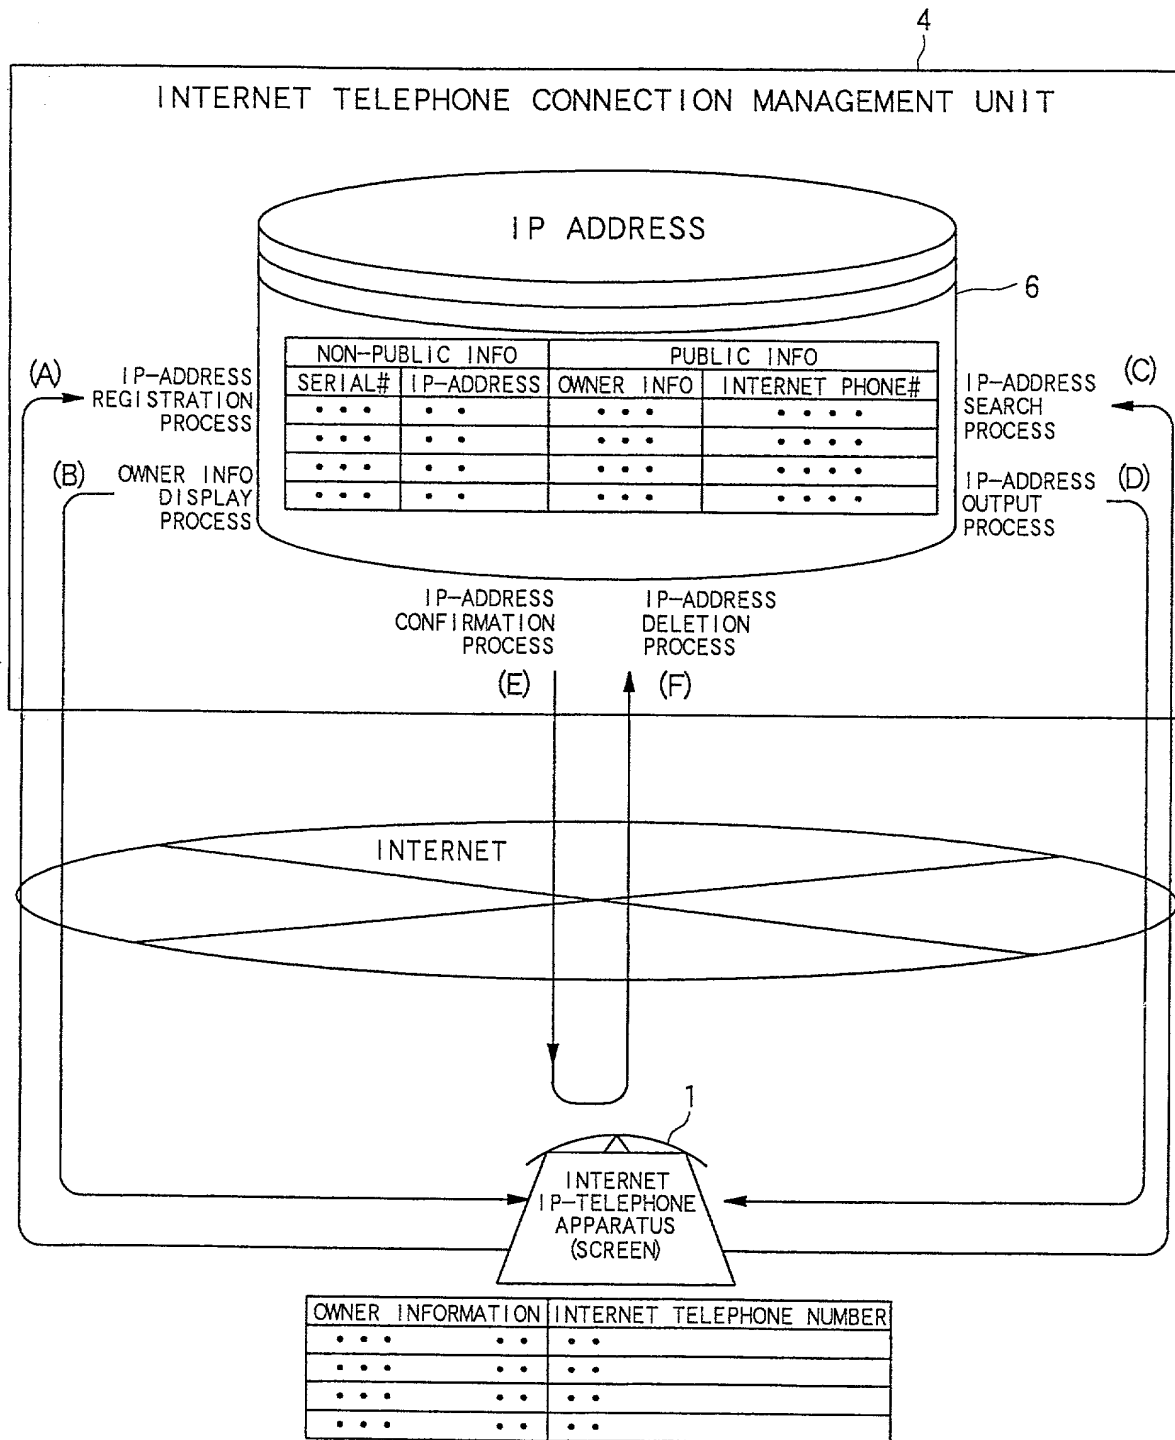 4
INTERNET TELEPHONE CONNECTION MANAGEMENT UNIT
IP ADDRESS
6
NON-PUBLIC INFO PUBLIC INFO
SERIAL# IP-ADDRESS OWNER INFO INTERNET PHONE#
(A)
IP-ADDRESS
REGISTRATION
PROCESS
(B)
OWNER INFO
DISPLAY
PROCESS
(C)
IP-ADDRESS
SEARCH
PROCESS
(D)
IP-ADDRESS
OUTPUT
PROCESS
IP-ADDRESS
CONFIRMATION
PROCESS
(E)
IP-ADDRESS
DELETION
PROCESS
(F)
INTERNET
1
INTERNET
IP-TELEPHONE
APPARATUS
(SCREEN)
OWNER INFORMATION INTERNET TELEPHONE NUMBER